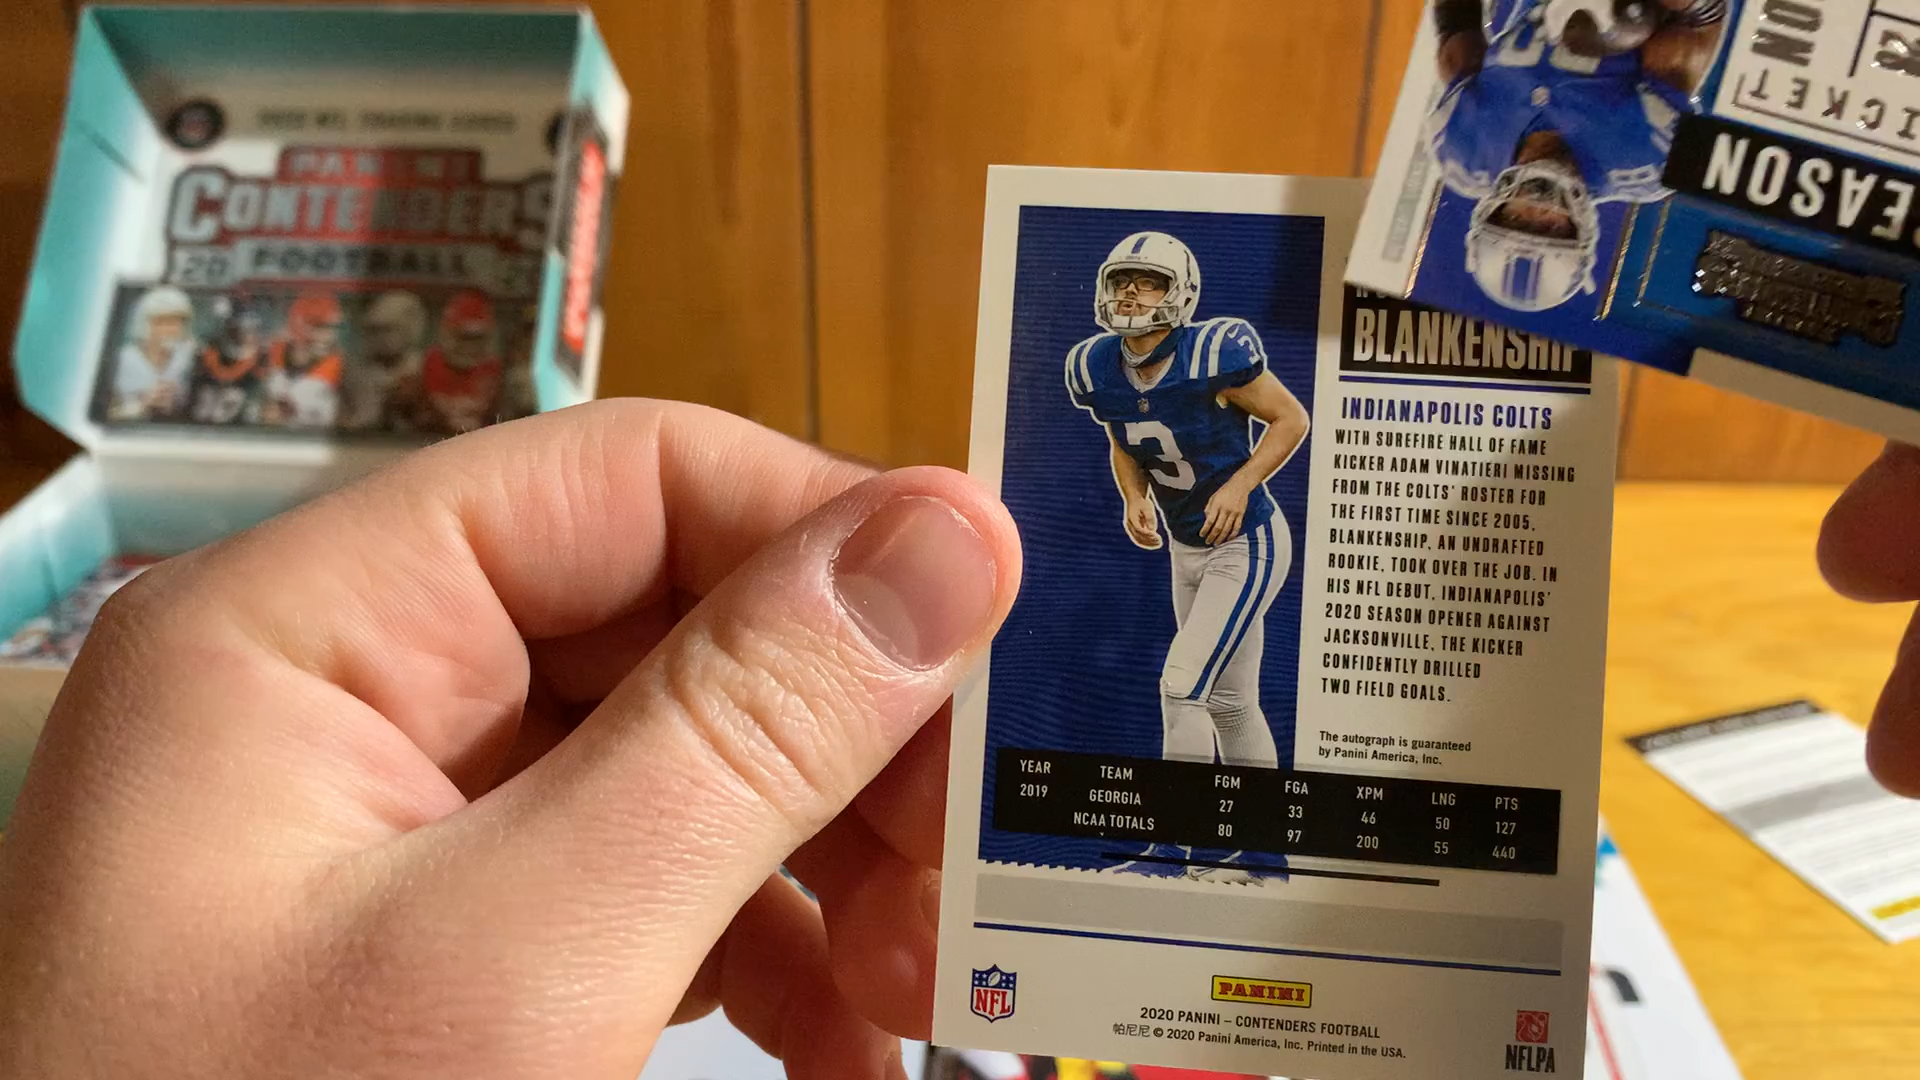 PANINI
CONTENDERS
20 FOOTBALL
SEASON
TICKET
BLANKENSHIP
INDIANAPOLIS COLTS
WITH SUREFIRE HALL OF FAME
KICKER ADAM VINATIERI MISSING
FROM THE COLTS' ROSTER FOR
THE FIRST TIME SINCE 2005,
BLANKENSHIP, AN UNDRAFTED
ROOKIE, TOOK OVER THE JOB. IN
HIS NFL DEBUT, INDIANAPOLIS'
2020 SEASON OPENER AGAINST
JACKSONVILLE, THE KICKER
CONFIDENTLY DRILLED
TWO FIELD GOALS.
The autograph is guaranteed
by Panini America, Inc.
YEAR TEAM FGM FGA XPM LNG PTS
2019 GEORGIA 27 33 46 50 127
NCAA TOTALS 80 97 200 55 440
3
3
NFL
PANINI
2020 PANINI – CONTENDERS FOOTBALL
帕尼尼 © 2020 Panini America, Inc. Printed in the USA.
NFLPA